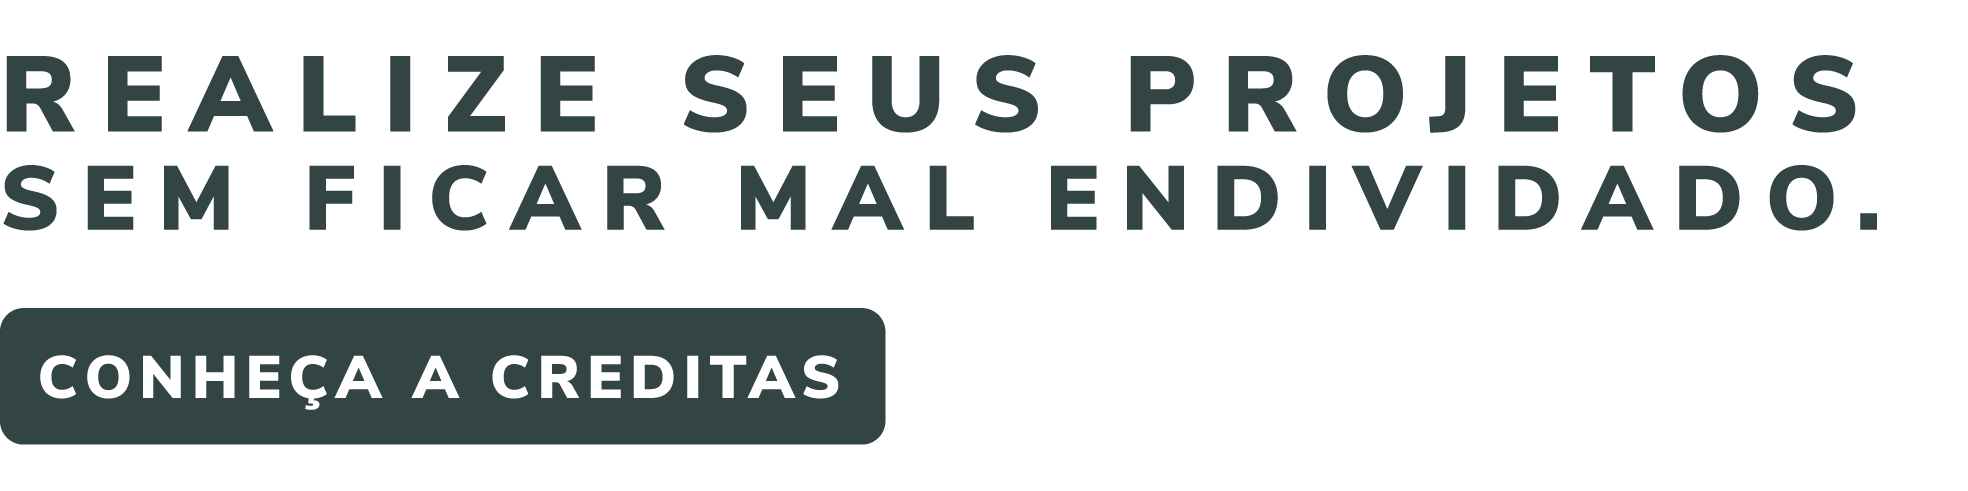 REALIZE SEUS PROJETOS
SEM FICAR MAL ENDIVIDADO.
CONHEÇA A CREDITAS